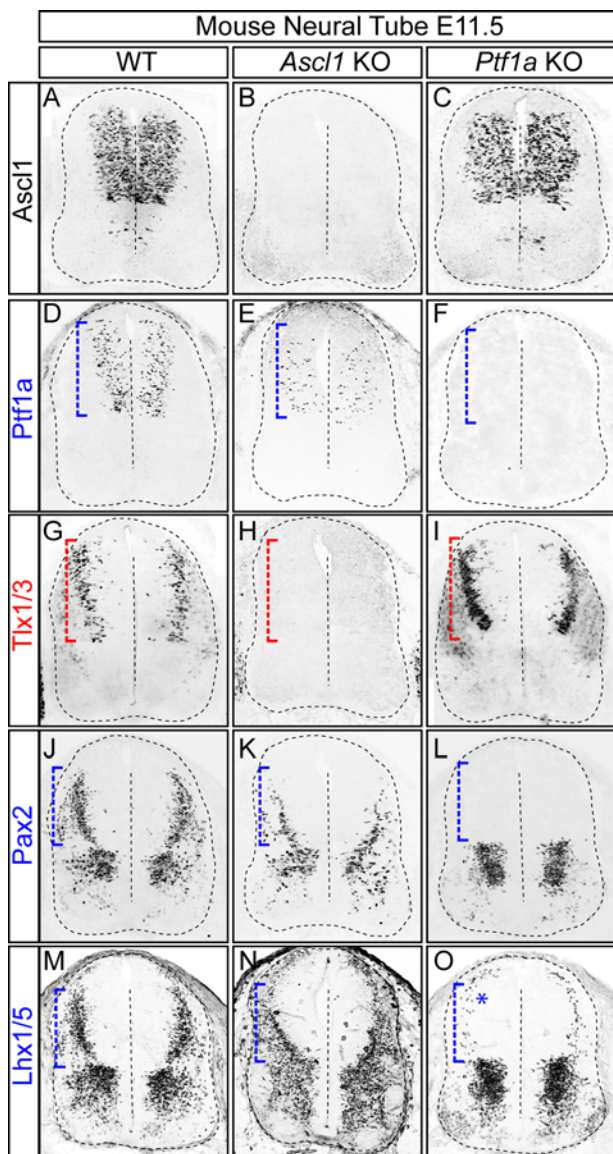 Mouse Neural Tube E11.5
WT Ascl1 KO Ptf1a KO
Ascl1 A B C
Ptf1a D E F
Tlx1/3 G H I
Pax2 J K L
Lhx1/5 M N O *